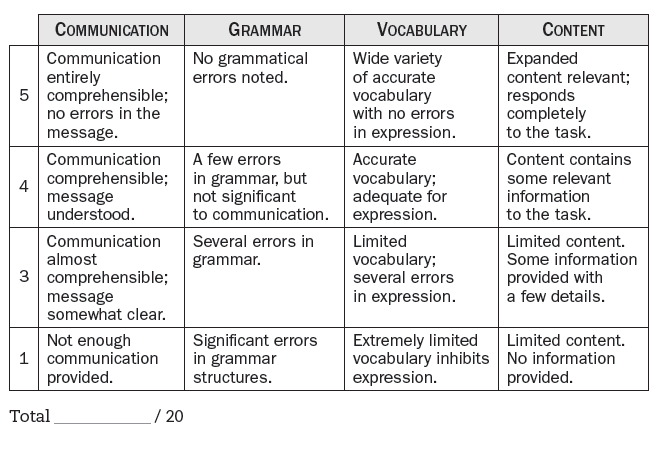 COMMUNICATION GRAMMAR VOCABULARY CONTENT
5
Communication
entirely
comprehensible;
no errors in the
message.
No grammatical
errors noted.
Wide variety
of accurate
vocabulary
with no errors
in expression.
Expanded
content relevant;
responds
completely
to the task.
4
Communication
comprehensible;
message
understood.
A few errors
in grammar, but
not significant
to communication.
Accurate
vocabulary;
adequate for
expression.
Content contains
some relevant
information
to the task.
3
Communication
almost
comprehensible;
message
somewhat clear.
Several errors in
grammar.
Limited
vocabulary;
several errors
in expression.
Limited content.
Some information
provided with
a few details.
1
Not enough
communication
provided.
Significant errors
in grammar
structures.
Extremely limited
vocabulary inhibits
expression.
Limited content.
No information
provided.
Total ___________ / 20